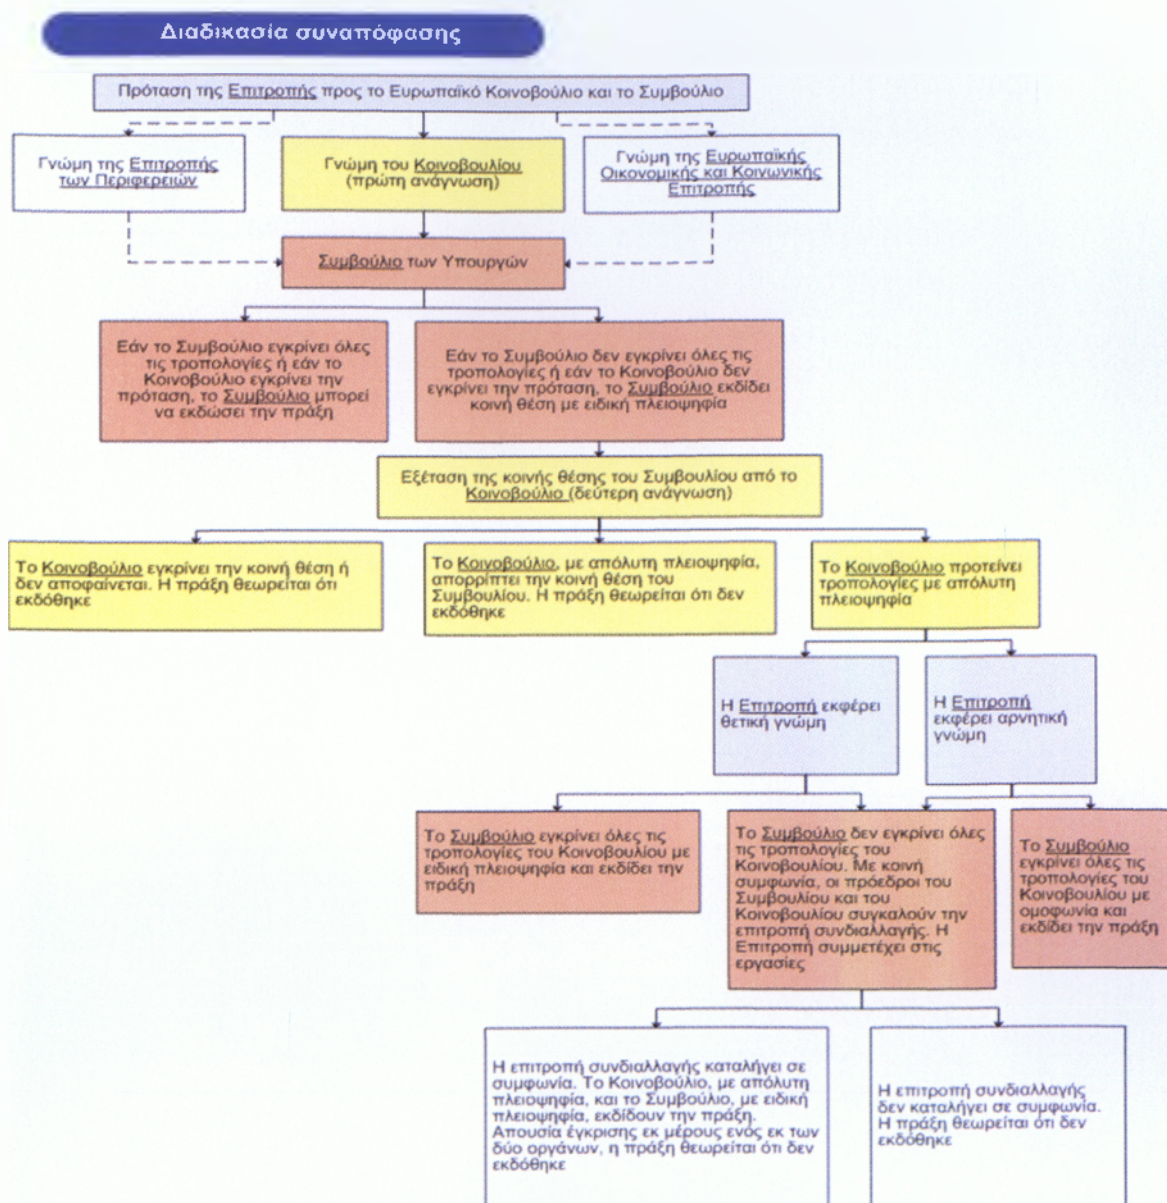 Διαδικασία συναπόφασης
Πρόταση της Επιτροπής προς το Ευρωπαϊκό Κοινοβούλιο και το Συμβούλιο
Γνώμη της Επιτροπής
των Περιφερειών
Γνώμη του Κοινοβουλίου
(πρώτη ανάγνωση)
Γνώμη της Ευρωπαϊκής
Οικονομικής και Κοινωνικής
Επιτροπής
Συμβούλιο των Υπουργών
Εάν το Συμβούλιο εγκρίνει όλες
τις τροπολογίες ή εάν το
Κοινοβούλιο εγκρίνει την
πρόταση, το Συμβούλιο μπορεί
να εκδώσει την πράξη
Εάν το Συμβούλιο δεν εγκρίνει όλες τις
τροπολογίες ή εάν το Κοινοβούλιο δεν
εγκρίνει την πρόταση, το Συμβούλιο εκδίδει
κοινή θέση με ειδική πλειοψηφία
Εξέταση της κοινής θέσης του Συμβουλίου από το
Κοινοβούλιο (δεύτερη ανάγνωση)
Το Κοινοβούλιο εγκρίνει την κοινή θέση ή
δεν αποφαίνεται. Η πράξη θεωρείται ότι
εκδόθηκε
Το Κοινοβούλιο, με απόλυτη πλειοψηφία,
απορρίπτει την κοινή θέση του
Συμβουλίου. Η πράξη θεωρείται ότι δεν
εκδόθηκε
Το Κοινοβούλιο προτείνει
τροπολογίες με απόλυτη
πλειοψηφία
Η Επιτροπή εκφέρει
θετική γνώμη
Η Επιτροπή
εκφέρει αρνητική
γνώμη
Το Συμβούλιο εγκρίνει όλες τις
τροπολογίες του Κοινοβουλίου με
ειδική πλειοψηφία και εκδίδει την
πράξη
Το Συμβούλιο δεν εγκρίνει όλες
τις τροπολογίες του
Κοινοβουλίου. Με κοινή
συμφωνία, οι πρόεδροι του
Συμβουλίου και του
Κοινοβουλίου συγκαλούν την
επιτροπή συνδιαλλαγής. Η
Επιτροπή συμμετέχει στις
εργασίες
Το Συμβούλιο
εγκρίνει όλες τις
τροπολογίες του
Κοινοβουλίου με
ομοφωνία και
εκδίδει την πράξη
Η επιτροπή συνδιαλλαγής καταλήγει σε
συμφωνία. Το Κοινοβούλιο, με απόλυτη
πλειοψηφία, και το Συμβούλιο, με ειδική
πλειοψηφία, εκδίδουν την πράξη.
Απουσία έγκρισης εκ μέρους ενός εκ των
δύο οργάνων, η πράξη θεωρείται ότι δεν
εκδόθηκε
Η επιτροπή συνδιαλλαγής
δεν καταλήγει σε συμφωνία.
Η πράξη θεωρείται ότι δεν
εκδόθηκε